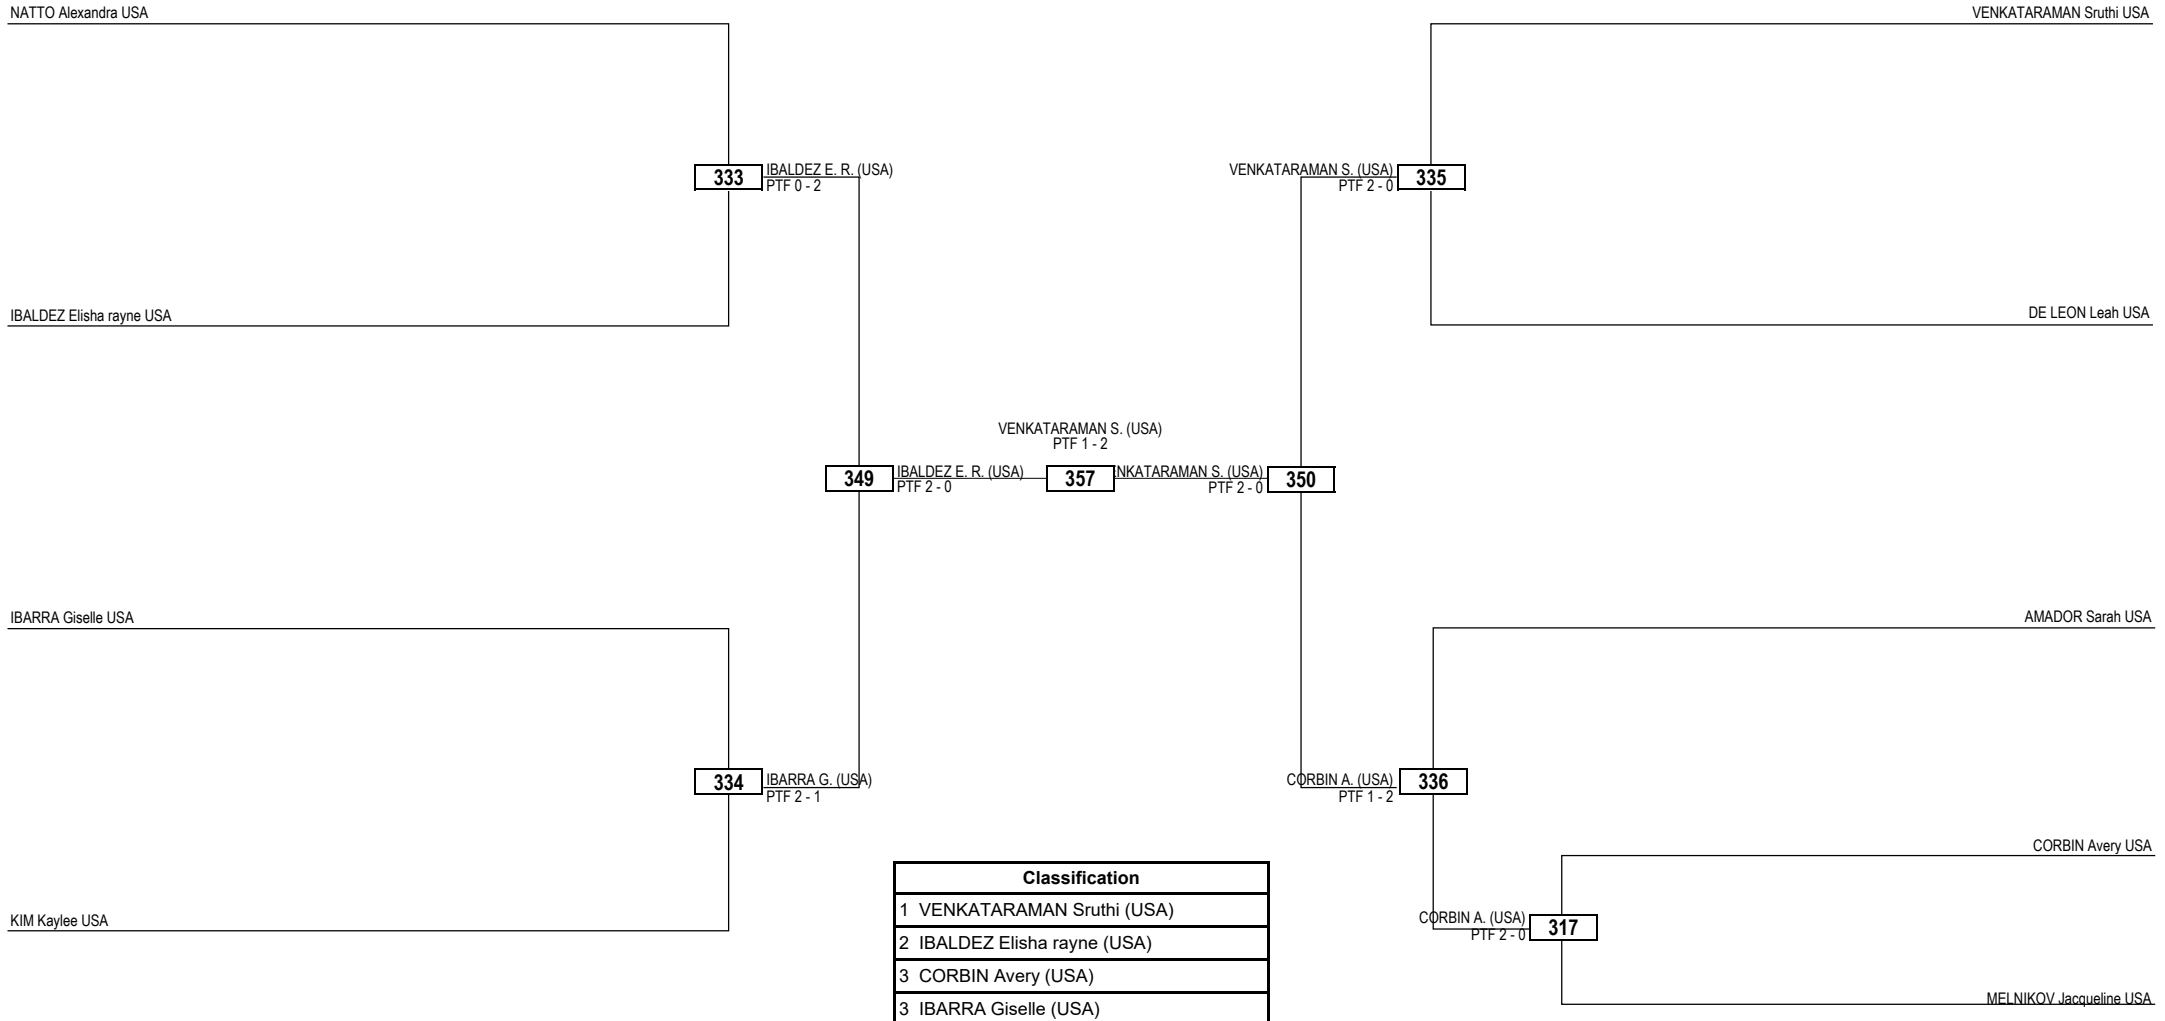 NATTO Alexandra USA
VENKATARAMAN Sruthi USA
333
IBALDEZ E. R. (USA)
PTF 0 - 2
VENKATARAMAN S. (USA)
PTF 2 - 0
335
IBALDEZ Elisha rayne USA
DE LEON Leah USA
VENKATARAMAN S. (USA)
PTF 1 - 2
349
IBALDEZ E. R. (USA)
PTF 2 - 0
357
ENKATARAMAN S. (USA)
PTF 2 - 0
350
IBARRA Giselle USA
AMADOR Sarah USA
334
IBARRA G. (USA)
PTF 2 - 1
CORBIN A. (USA)
PTF 1 - 2
336
CORBIN Avery USA
KIM Kaylee USA
CORBIN A. (USA)
PTF 2 - 0
317
MELNIKOV Jacqueline USA
Classification
1 VENKATARAMAN Sruthi (USA)
2 IBALDEZ Elisha rayne (USA)
3 CORBIN Avery (USA)
3 IBARRA Giselle (USA)